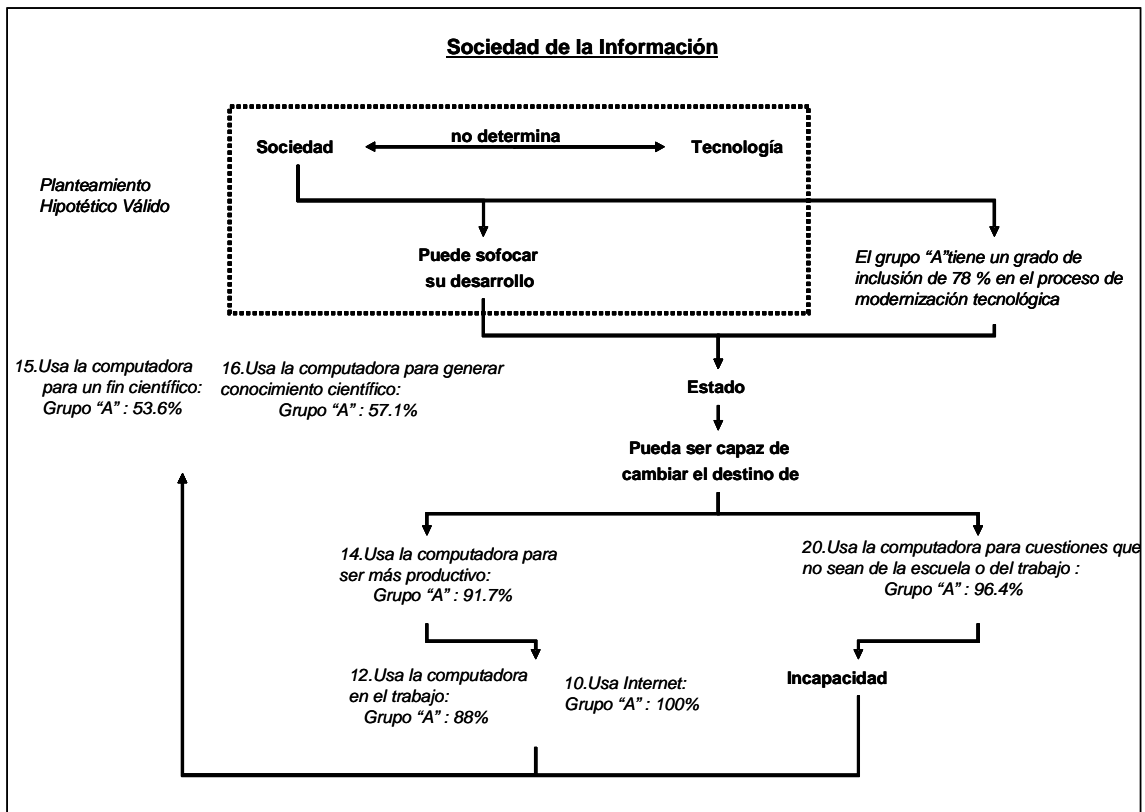 Sociedad de la Información
no determina
Sociedad
Tecnología
Planteamiento
Hipotético Válido
Puede sofocar
su desarrollo
El grupo “A”tiene un grado de
inclusión de 78 % en el proceso de
modernización tecnológica
15.Usa la computadora
para un fin científico:
Grupo “A” : 53.6%
16.Usa la computadora para generar
conocimiento científico:
Grupo “A” : 57.1%
Estado
Pueda ser capaz de
cambiar el destino de
14.Usa la computadora para
ser más productivo:
Grupo “A” : 91.7%
20.Usa la computadora para cuestiones que
no sean de la escuela o del trabajo :
Grupo “A” : 96.4%
12.Usa la computadora
en el trabajo:
Grupo “A” : 88%
10.Usa Internet:
Grupo “A” : 100%
Incapacidad